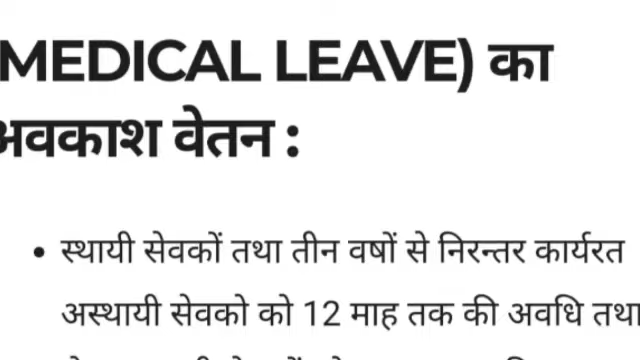 (MEDICAL LEAVE) का
अवकाश वेतन :
• स्थायी सेवकों तथा तीन वर्षो से निरन्तर कार्यरत
अस्थायी सेवको को 12 माह तक की अवधि तथा